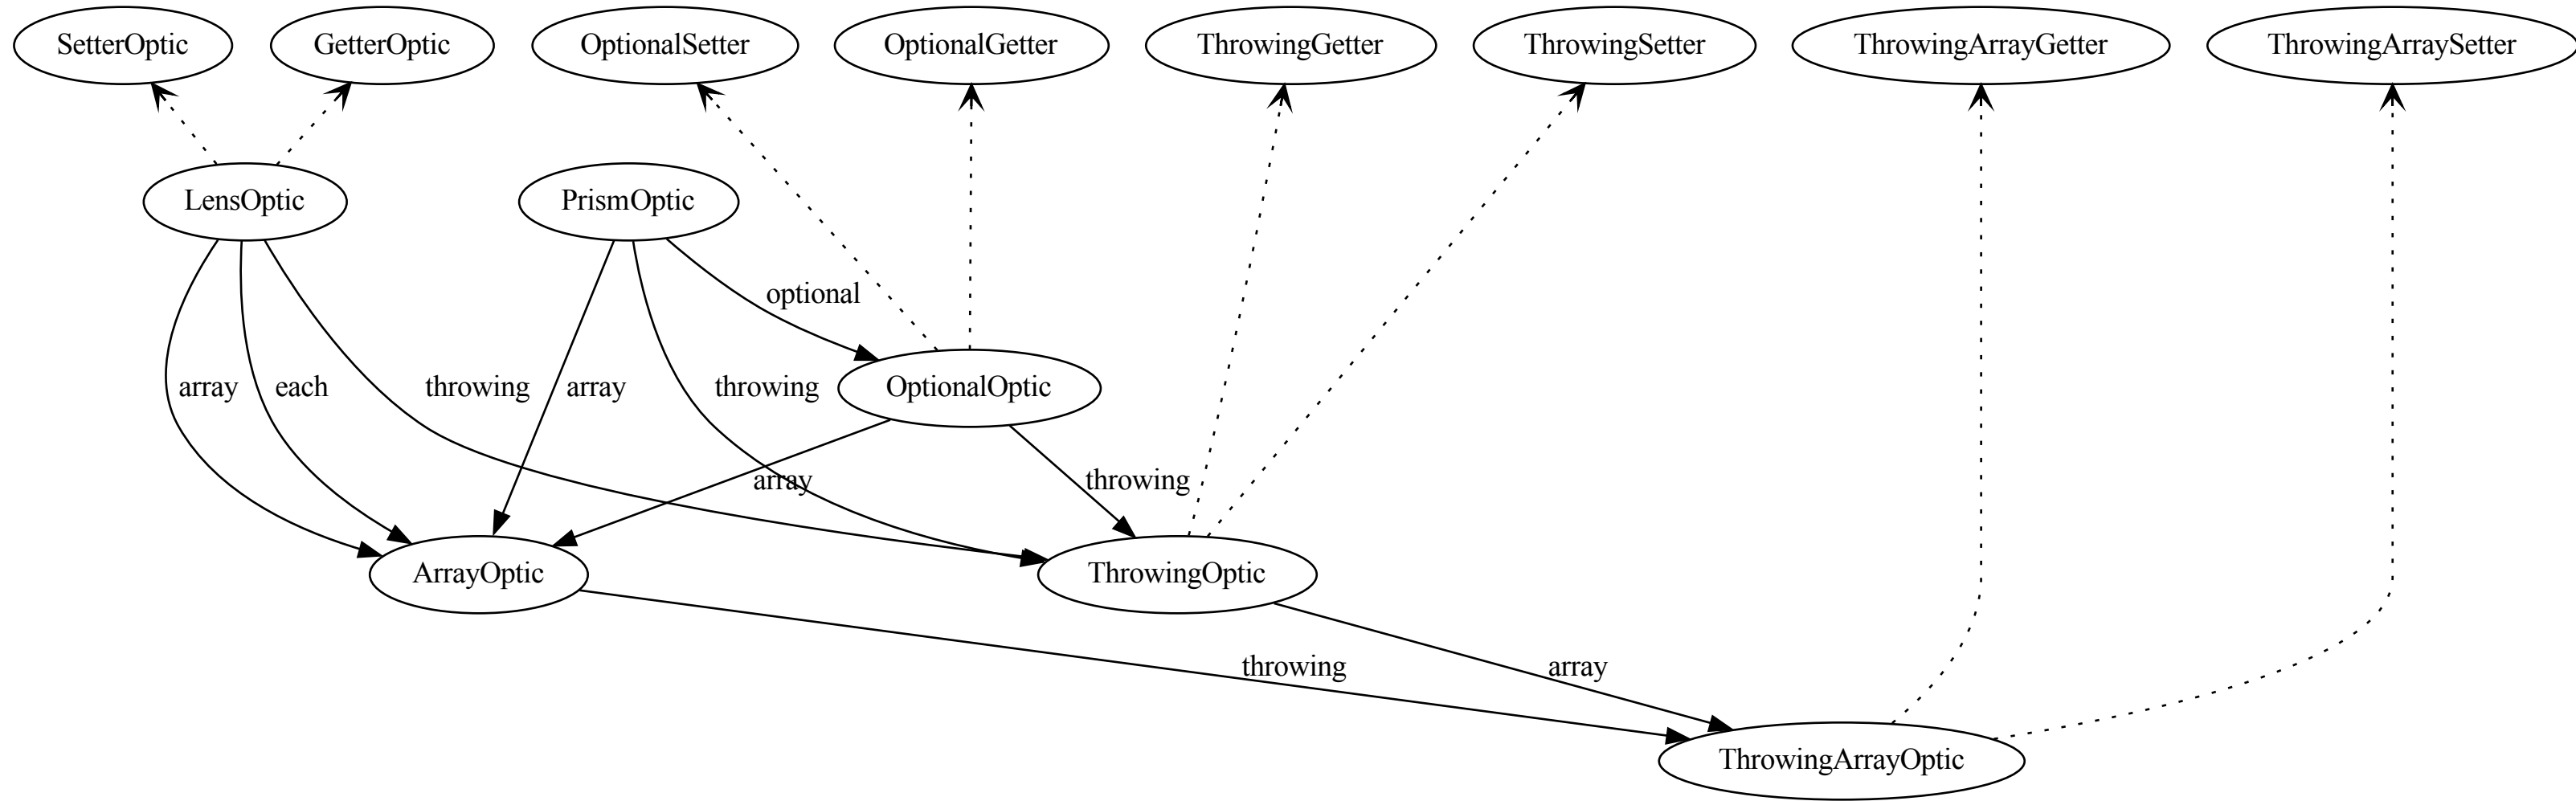 SetterOptic
GetterOptic
OptionalSetter
OptionalGetter
ThrowingGetter
ThrowingSetter
ThrowingArrayGetter
ThrowingArraySetter
LensOptic
PrismOptic
optional
array
each
throwing
array
throwing
OptionalOptic
array
throwing
ArrayOptic
ThrowingOptic
throwing
array
ThrowingArrayOptic